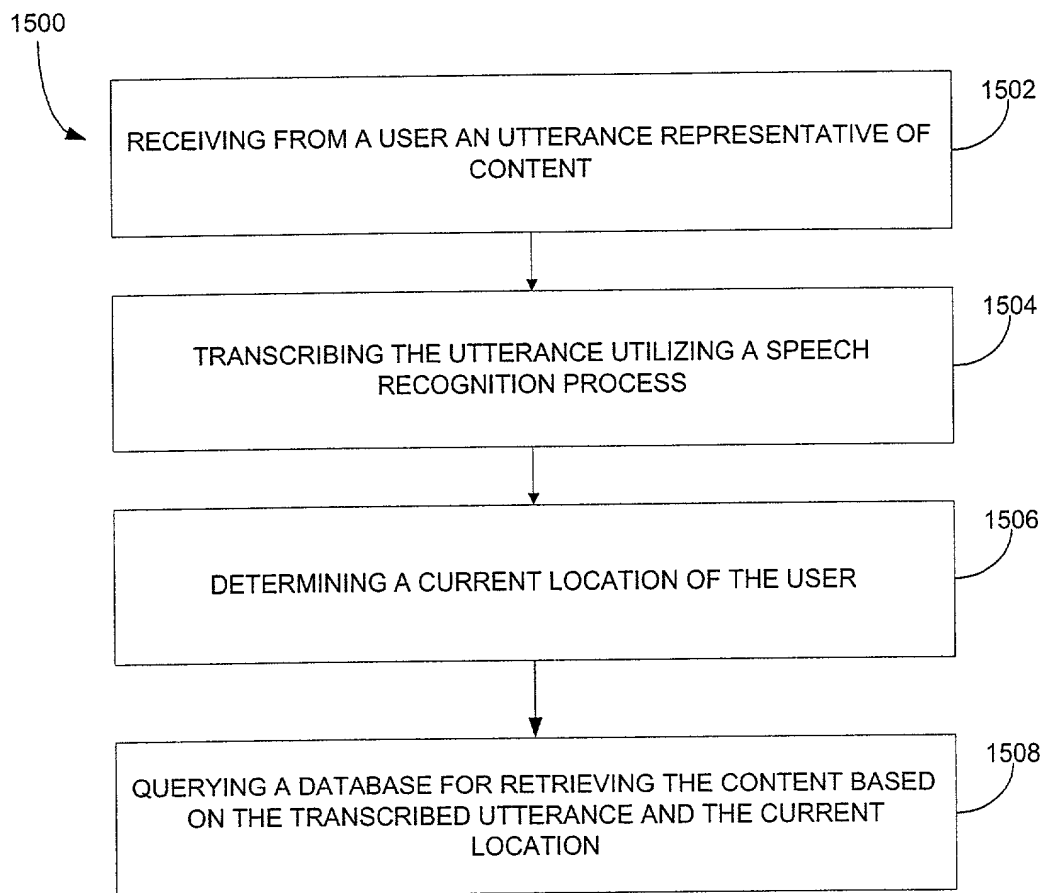 1500
1502
RECEIVING FROM A USER AN UTTERANCE REPRESENTATIVE OF
CONTENT
1504
TRANSCRIBING THE UTTERANCE UTILIZING A SPEECH
RECOGNITION PROCESS
1506
DETERMINING A CURRENT LOCATION OF THE USER
1508
QUERYING A DATABASE FOR RETRIEVING THE CONTENT BASED
ON THE TRANSCRIBED UTTERANCE AND THE CURRENT
LOCATION